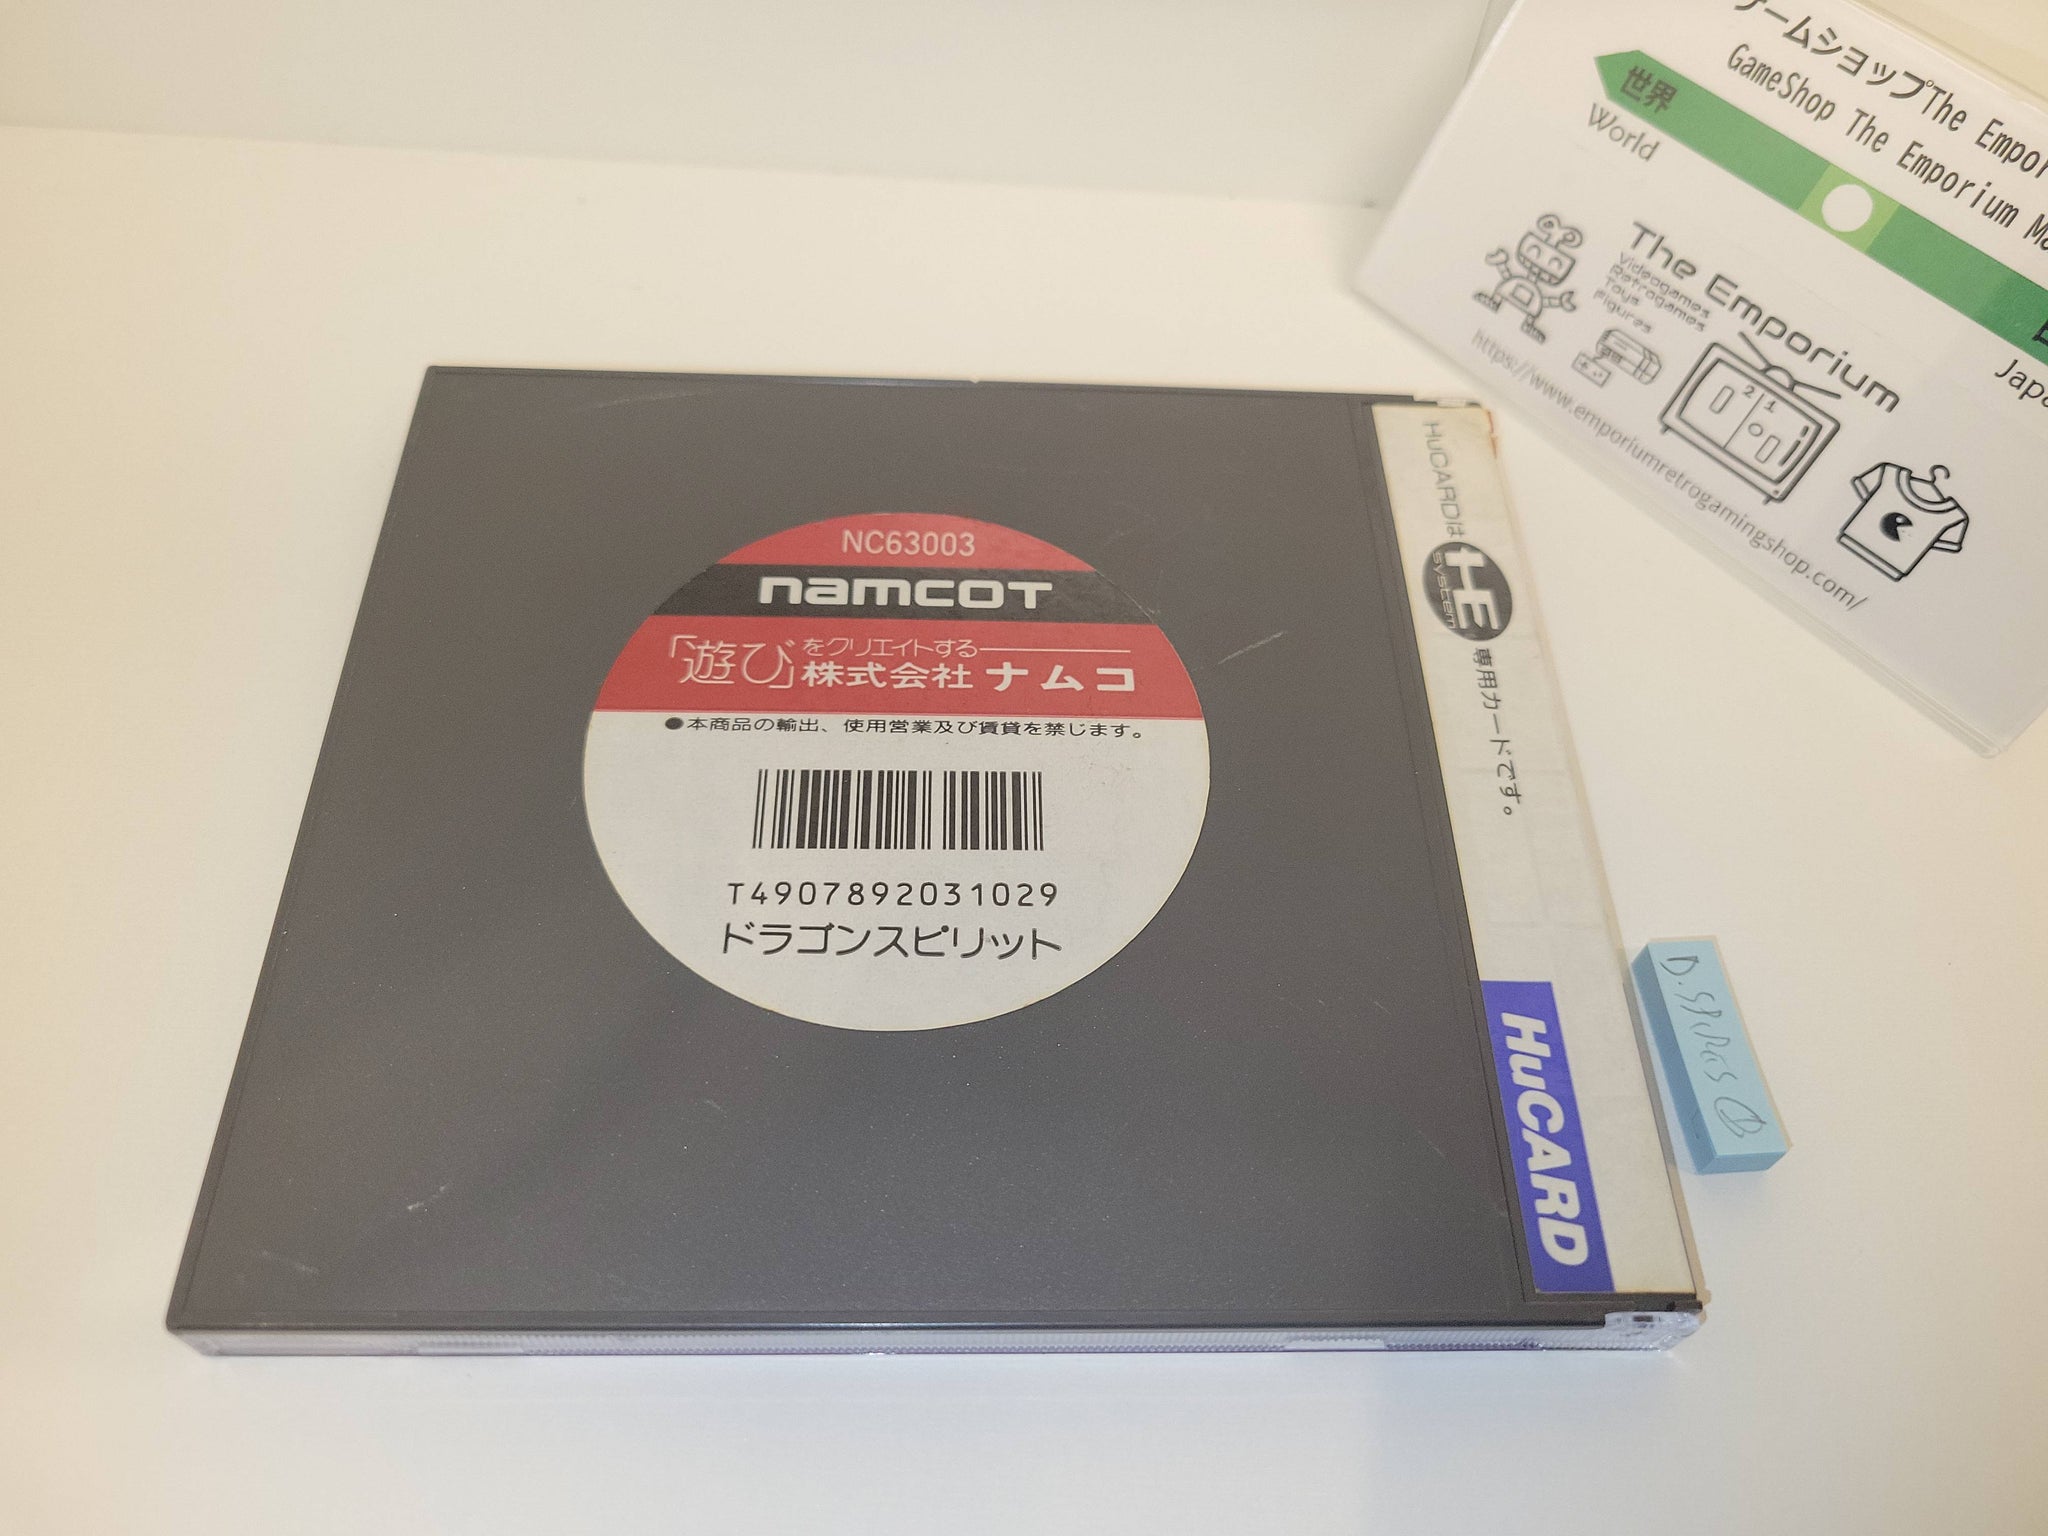 ゲームショップThe Empor
GameShop The Emporium Ma
世界
World
Japa
The Emporium
Videogames
Retrogames
Toys
Figures
2 1
https://www.emporiumretrogamingshop.com/
NC63003
namcot
「遊び」をクリエイトする
株式会社ナムコ
●本商品の輸出、使用営業及び賃貸を禁じます。
T4907892031029
ドラゴンスピリット
HuCARDは HE system 専用カードです。
HuCARD